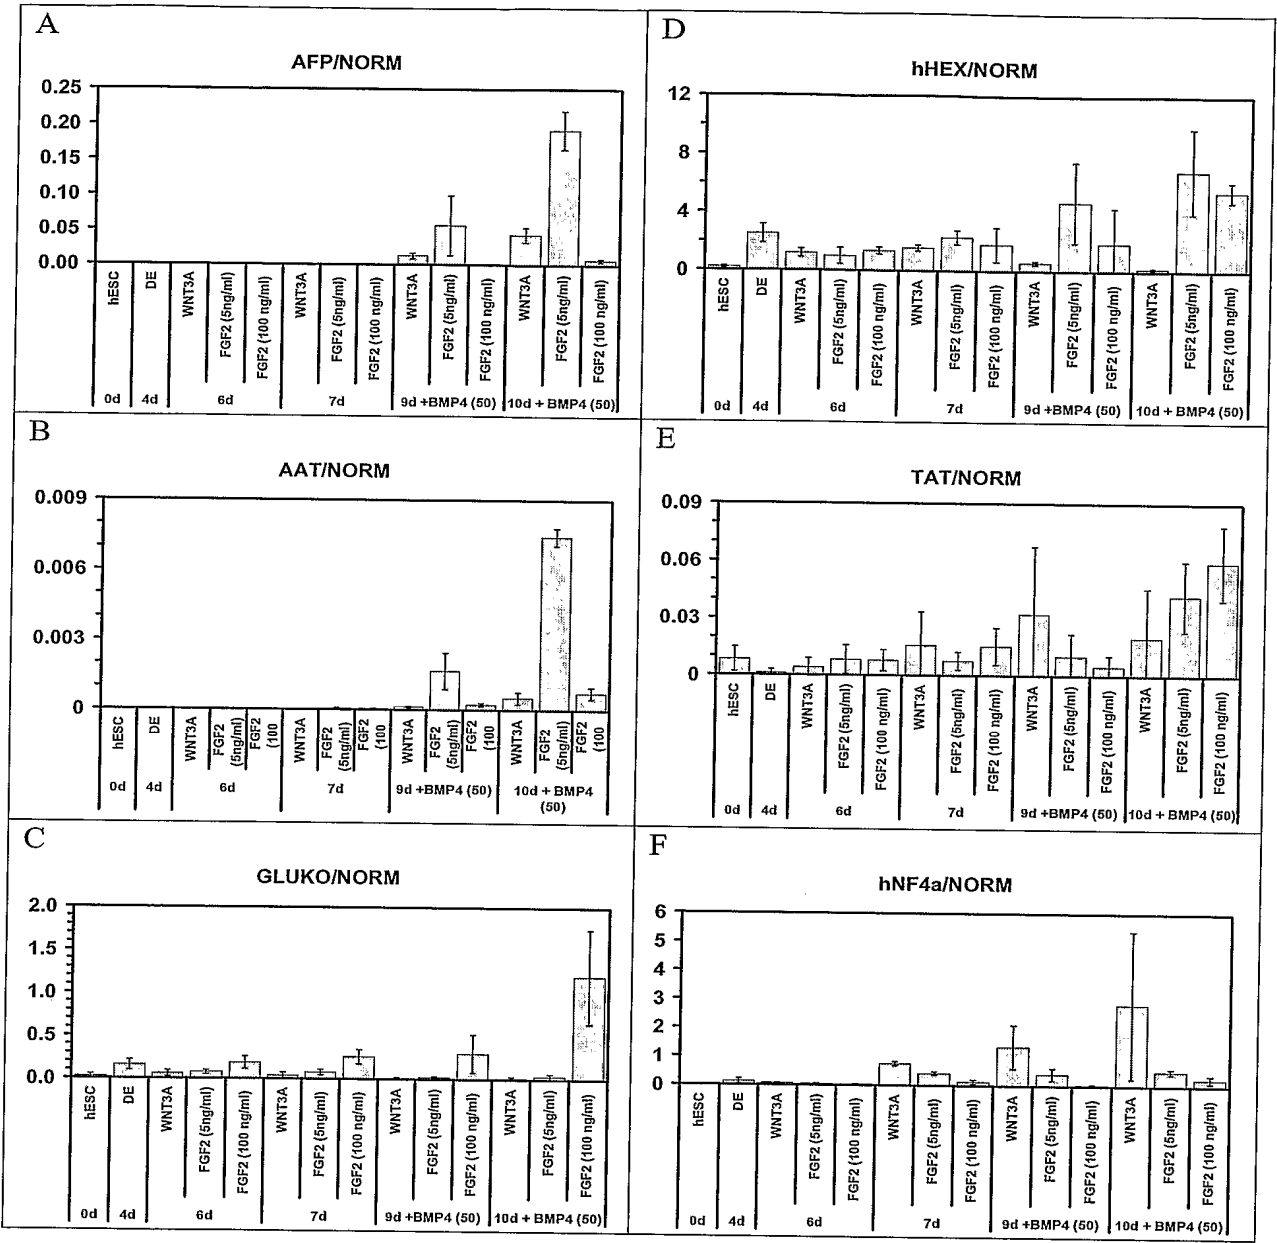 A
AFP/NORM
0.25
0.20
0.15
0.10
0.05
0.00
hESC
DE
WNT3A
FGF2 (5ng/ml)
FGF2 (100 ng/ml)
WNT3A
FGF2 (5ng/ml)
FGF2 (100 ng/ml)
WNT3A
FGF2 (5ng/ml)
FGF2 (100 ng/ml)
WNT3A
FGF2 (5ng/ml)
FGF2 (100 ng/ml)
0d 4d 6d 7d 9d +BMP4 (50) 10d + BMP4 (50)
B
AAT/NORM
0.009
0.006
0.003
0
hESC
DE
WNT3A
FGF2
(5ng/ml)
FGF2
(100
WNT3A
FGF2
(5ng/ml)
FGF2
(100
WNT3A
FGF2
(5ng/ml)
FGF2
(100
WNT3A
FGF2
(5ng/ml)
FGF2
(100
0d 4d 6d 7d 9d +BMP4 (50) 10d + BMP4
(50)
C
GLUKO/NORM
2.0
1.5
1.0
0.5
0.0
hESC
DE
WNT3A
FGF2 (5ng/ml)
FGF2 (100 ng/ml)
WNT3A
FGF2 (5ng/ml)
FGF2 (100 ng/ml)
WNT3A
FGF2 (5ng/ml)
FGF2 (100 ng/ml)
WNT3A
FGF2 (5ng/ml)
FGF2 (100 ng/ml)
0d 4d 6d 7d 9d +BMP4 (50) 10d + BMP4 (50)
D
hHEX/NORM
12
8
4
0
hESC
DE
WNT3A
FGF2 (5ng/ml)
FGF2 (100 ng/ml)
WNT3A
FGF2 (5ng/ml)
FGF2 (100 ng/ml)
WNT3A
FGF2 (5ng/ml)
FGF2 (100 ng/ml)
WNT3A
FGF2 (5ng/ml)
FGF2 (100 ng/ml)
0d 4d 6d 7d 9d +BMP4 (50) 10d + BMP4 (50)
E
TAT/NORM
0.09
0.06
0.03
0
hESC
DE
WNT3A
FGF2 (5ng/ml)
FGF2 (100 ng/ml)
WNT3A
FGF2 (5ng/ml)
FGF2 (100 ng/ml)
WNT3A
FGF2 (5ng/ml)
FGF2 (100 ng/ml)
WNT3A
FGF2 (5ng/ml)
FGF2 (100 ng/ml)
0d 4d 6d 7d 9d +BMP4 (50) 10d + BMP4 (50)
F
hNF4a/NORM
6
5
4
3
2
1
0
hESC
DE
WNT3A
FGF2 (5ng/ml)
FGF2 (100 ng/ml)
WNT3A
FGF2 (5ng/ml)
FGF2 (100 ng/ml)
WNT3A
FGF2 (5ng/ml)
FGF2 (100 ng/ml)
WNT3A
FGF2 (5ng/ml)
FGF2 (100 ng/ml)
0d 4d 6d 7d 9d +BMP4 (50) 10d + BMP4 (50)